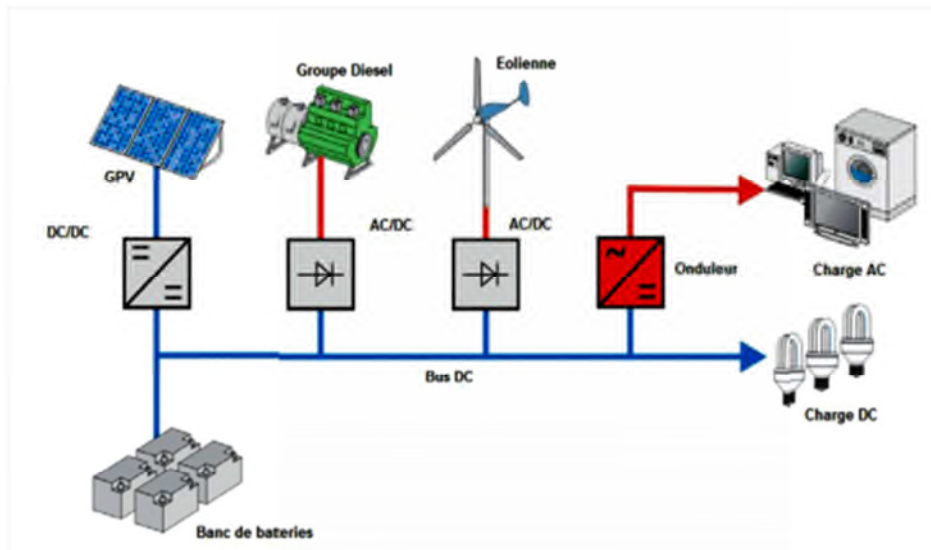 Groupe Diesel
Eolienne
GPV
DC/DC
AC/DC
AC/DC
Onduleur
Charge AC
Bus DC
Charge DC
Banc de bateries